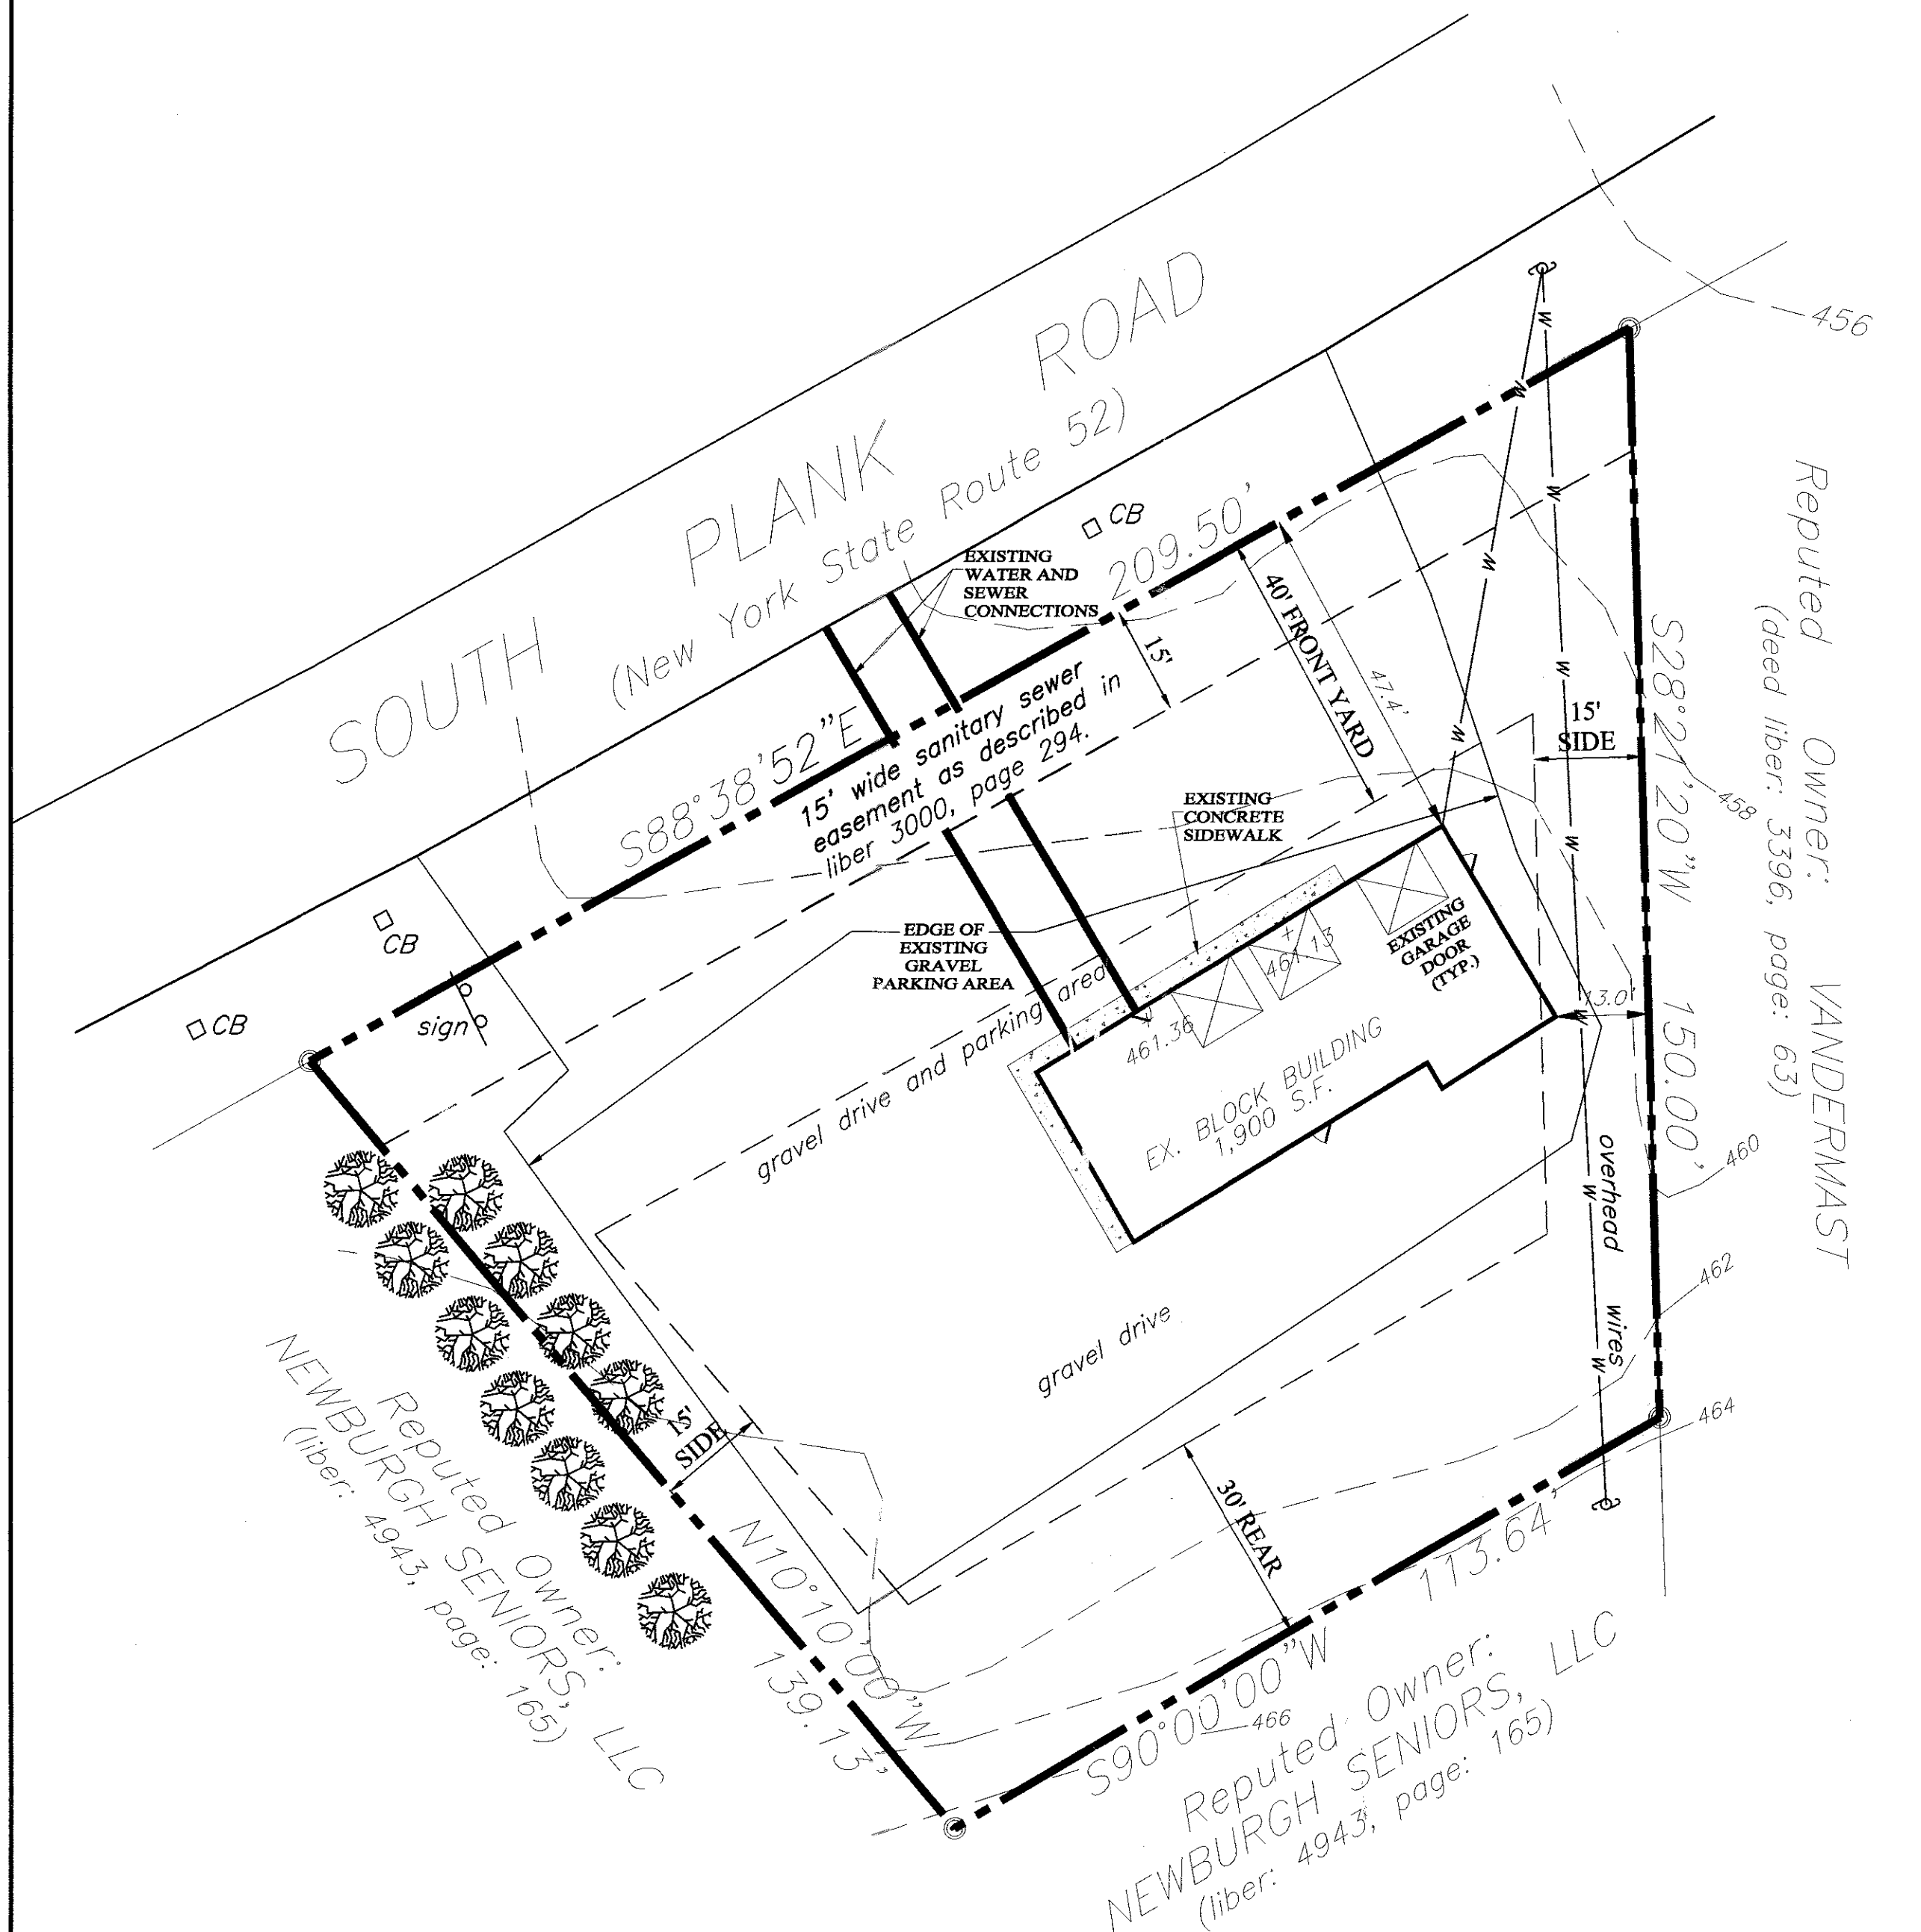 SOUTH PLANK ROAD
(New York State Route 52)
456
CB
209.50'
EXISTING
WATER AND
SEWER
CONNECTIONS
15'
40' FRONT YARD
47.4'
S88°38'52"E
15' wide sanitary sewer
easement as described in
liber 3000, page 294.
15'
SIDE
S28°21'20"W 150.00'
Reputed Owner: VANDERMAST
(deed liber: 3396, page: 63)
458
EXISTING
CONCRETE
SIDEWALK
EDGE OF
EXISTING
GRAVEL
PARKING AREA
EXISTING
GARAGE
DOOR
(TYP.)
461.13
461.36
13.0'
CB
CB
sign
gravel drive and parking area
EX. BLOCK BUILDING
1,900 S.F.
W
W
W
W
W
W
W
W
W
W
W
W
overhead wires
460
462
464
gravel drive
15'
SIDE
30' REAR
N10°10'00"W
139.13'
113.64'
S90°00'00"W
466
Reputed Owner:
NEWBURGH SENIORS, LLC
(liber: 4943, page: 165)
Reputed Owner:
NEWBURGH SENIORS, LLC
(liber: 4943, page: 165)